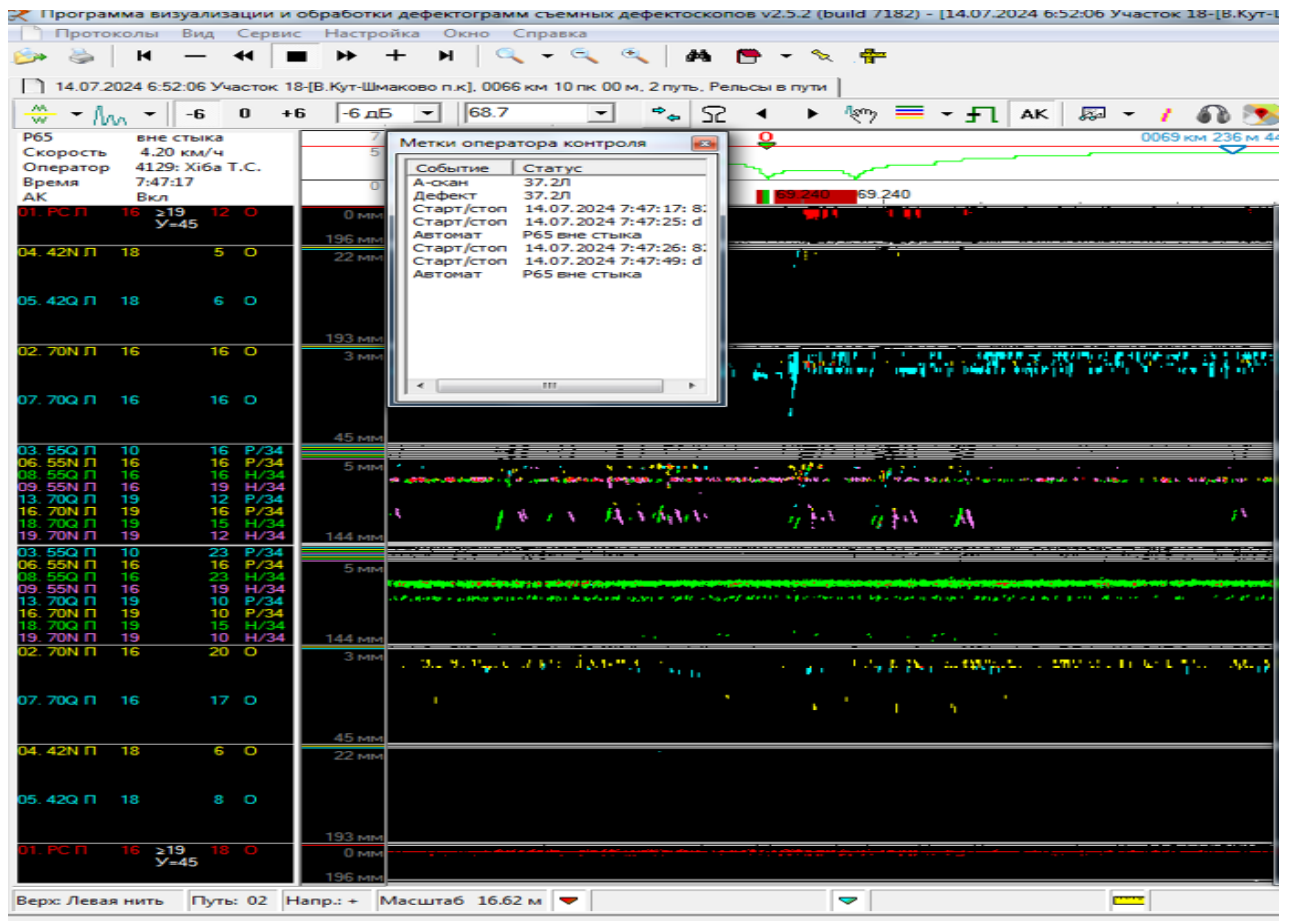 Программа визуализации и обработки дефектограмм съемных дефектоскопов v2.5.2 (build 7182) - [14.07.2024 6:52:06 Участок 18-[В.Кут-
Протоколы Вид Сервис Настройка Окно Справка
14.07.2024 6:52:06 Участок 18-[В.Кут-Шмаково п.к], 0066 км 10 пк 00 м, 2 путь, Рельсы в пути
-6 0 +6 -6 дБ 68.7 АК
Р65 вне стыка
Скорость 4.20 км/ч
Оператор 4129: Хіба Т.С.
Время 7:47:17
АК Вкл
7
5
0
0069 км 236 м 44
69.240 69.240
Метки оператора контроля
Событие Статус
А-скан 37.2Л
Дефект 37.2Л
Старт/стоп 14.07.2024 7:47:17: 8
Старт/стоп 14.07.2024 7:47:25: d
Автомат Р65 вне стыка
Старт/стоп 14.07.2024 7:47:26: 8
Старт/стоп 14.07.2024 7:47:49: d
Автомат Р65 вне стыка
01. РС П 16 ≥19 12 О 0 мм
У=45
196 мм
04. 42N П 18 5 О 22 мм
05. 42Q П 18 6 О
193 мм
02. 70N П 16 16 О 3 мм
07. 70Q П 16 16 О
45 мм
03. 55Q П 10 16 Р/34
06. 55N П 16 16 Р/34 5 мм
08. 55Q П 16 16 Н/34
09. 55N П 16 19 Н/34
13. 70Q П 19 12 Р/34
16. 70N П 19 16 Р/34
18. 70Q П 19 15 Н/34
19. 70N П 19 12 Н/34 144 мм
03. 55Q П 10 23 Р/34
06. 55N П 16 16 Р/34 5 мм
08. 55Q П 16 23 Н/34
09. 55N П 16 19 Н/34
13. 70Q П 19 10 Р/34
16. 70N П 19 10 Р/34
18. 70Q П 19 15 Н/34
19. 70N П 19 10 Н/34 144 мм
02. 70N П 16 20 О 3 мм
07. 70Q П 16 17 О
45 мм
04. 42N П 18 6 О 22 мм
05. 42Q П 18 8 О
193 мм
01. РС П 16 ≥19 18 О 0 мм
У=45
196 мм
Верх: Левая нить Путь: 02 Напр.: + Масштаб 16.62 м